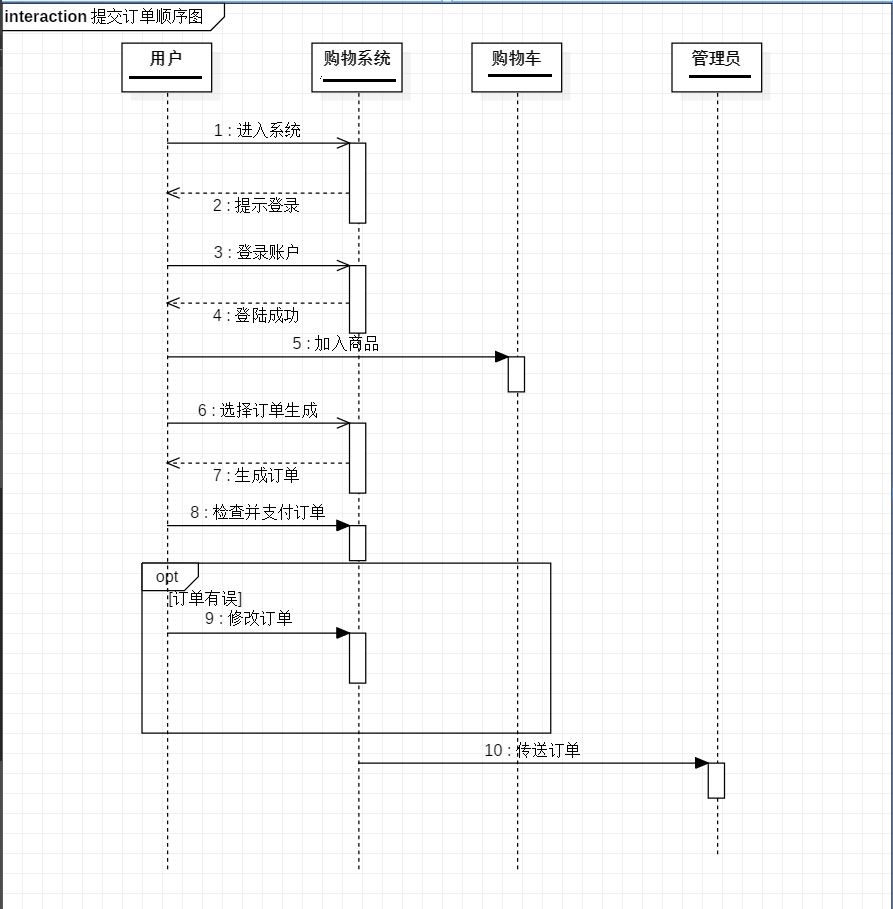 interaction 提交订单顺序图
用户
购物系统
购物车
管理员
1 : 进入系统
2 : 提示登录
3 : 登录账户
4 : 登陆成功
5 : 加入商品
6 : 选择订单生成
7 : 生成订单
8 : 检查并支付订单
opt
[订单有误]
9 : 修改订单
10 : 传送订单